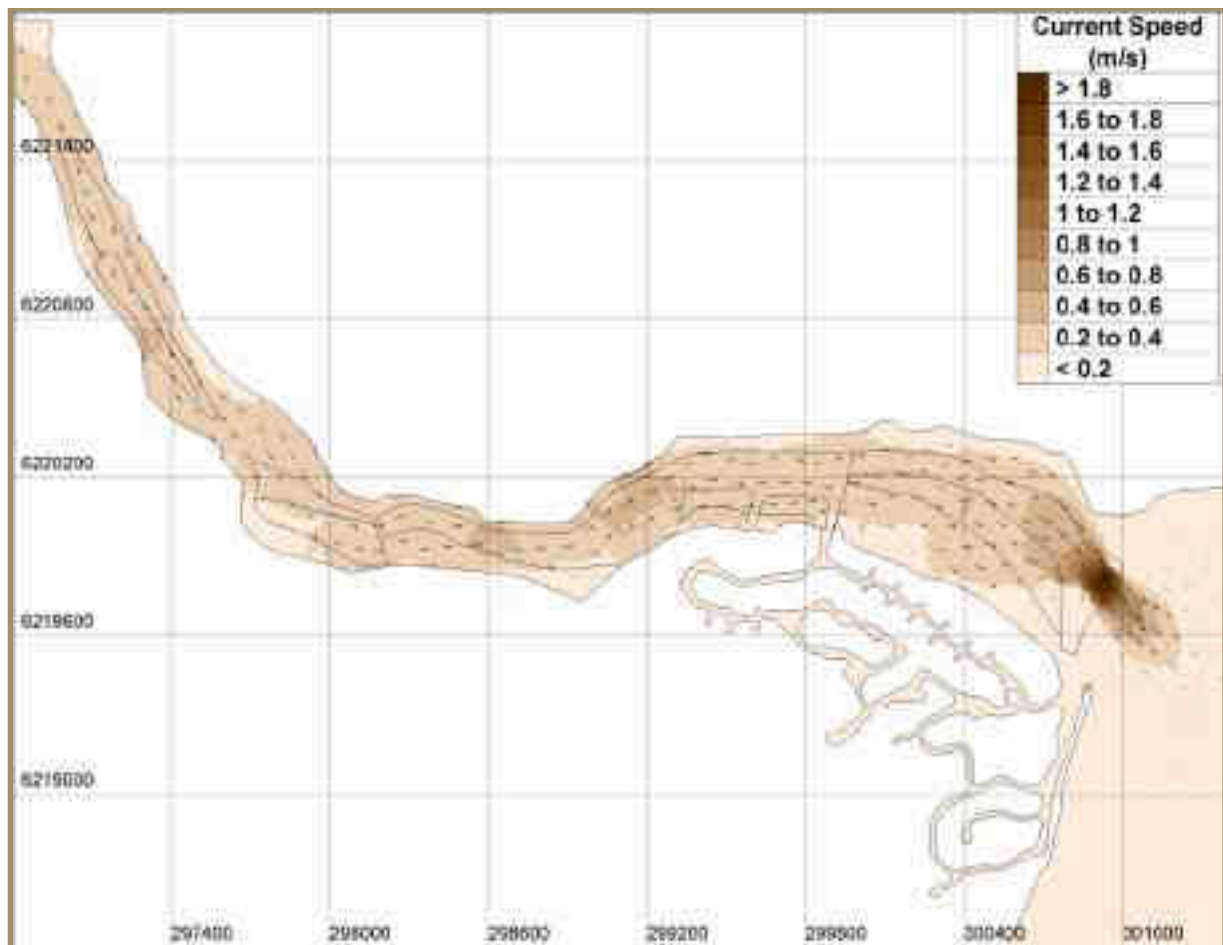 Current Speed
(m/s)
> 1.8
1.6 to 1.8
1.4 to 1.6
1.2 to 1.4
1 to 1.2
0.8 to 1
0.6 to 0.8
0.4 to 0.6
0.2 to 0.4
< 0.2
6221400
6220800
6220200
6219600
6219000
297400 298000 298600 299200 299800 300400 301000